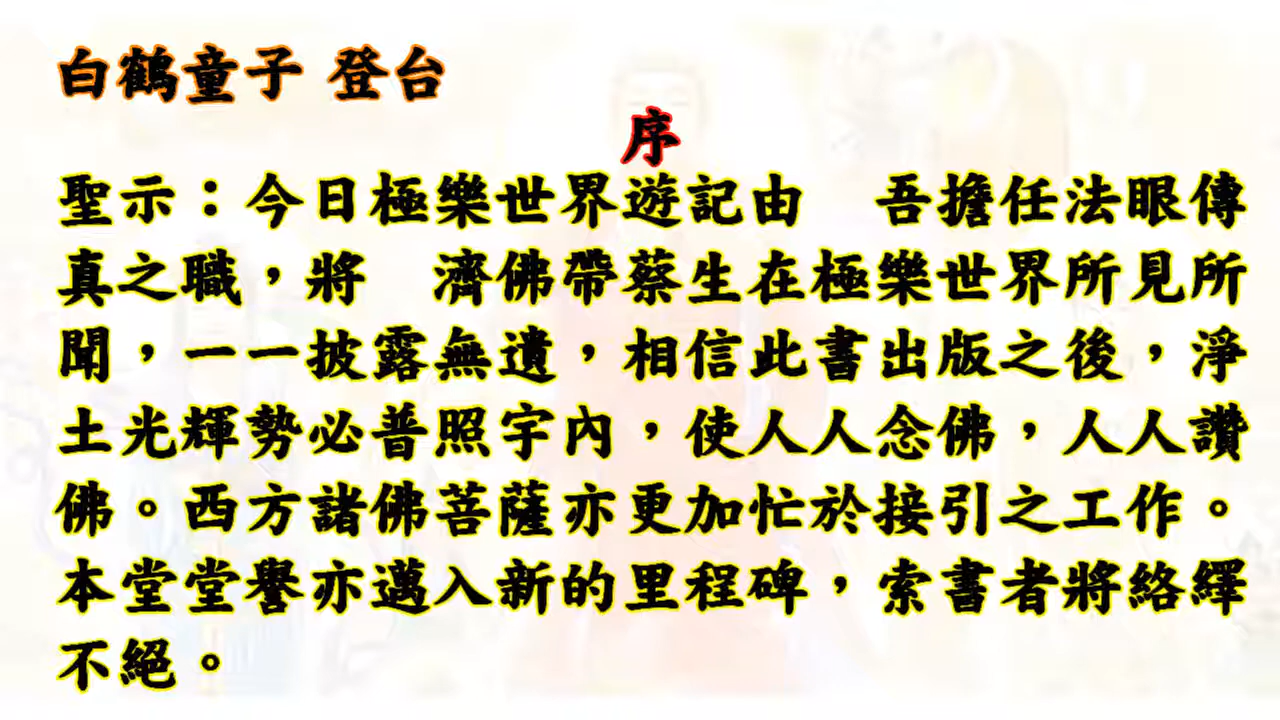 白鶴童子 登台
序
聖示：今日極樂世界遊記由　吾擔任法眼傳
真之職，將　濟佛帶蔡生在極樂世界所見所
聞，一一披露無遺，相信此書出版之後，淨
土光輝勢必普照宇內，使人人念佛，人人讚
佛。西方諸佛菩薩亦更加忙於接引之工作。
本堂堂譽亦邁入新的里程碑，索書者將絡繹
不絕。